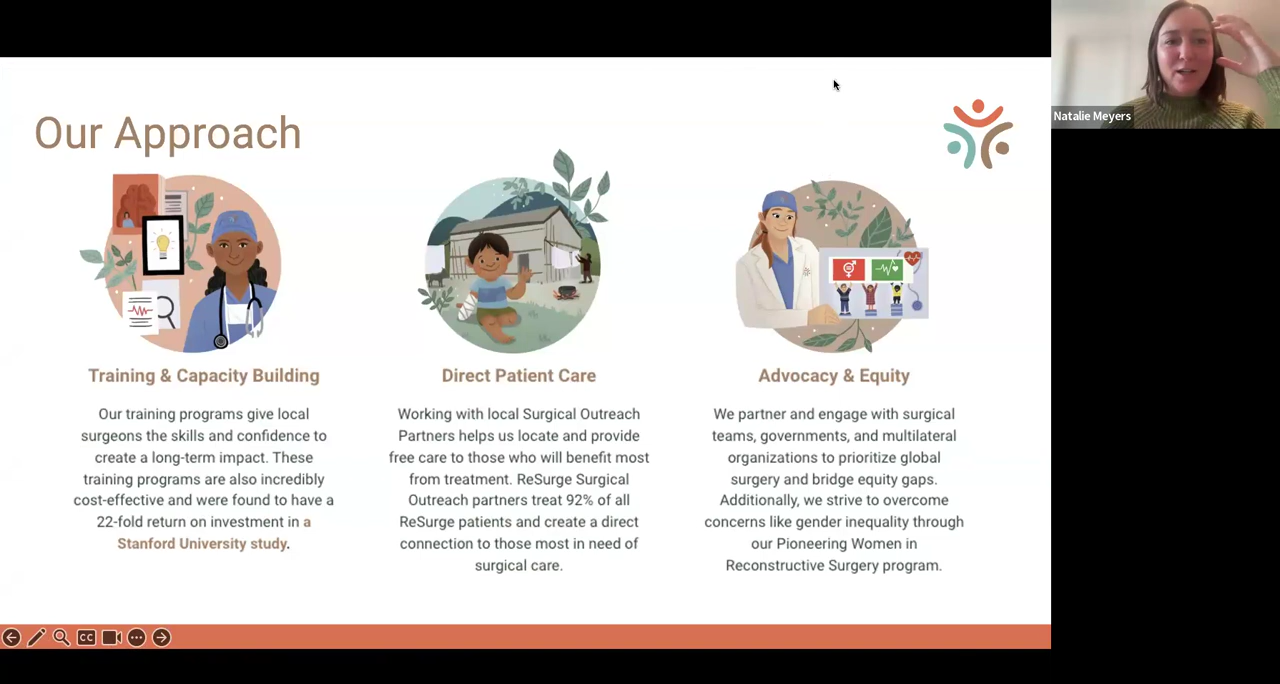 Our Approach
Natalie Meyers
Training & Capacity Building
Our training programs give local
surgeons the skills and confidence to
create a long-term impact. These
training programs are also incredibly
cost-effective and were found to have a
22-fold return on investment in a
Stanford University study.
Direct Patient Care
Working with local Surgical Outreach
Partners helps us locate and provide
free care to those who will benefit most
from treatment. ReSurge Surgical
Outreach partners treat 92% of all
ReSurge patients and create a direct
connection to those most in need of
surgical care.
Advocacy & Equity
We partner and engage with surgical
teams, governments, and multilateral
organizations to prioritize global
surgery and bridge equity gaps.
Additionally, we strive to overcome
concerns like gender inequality through
our Pioneering Women in
Reconstructive Surgery program.
CC